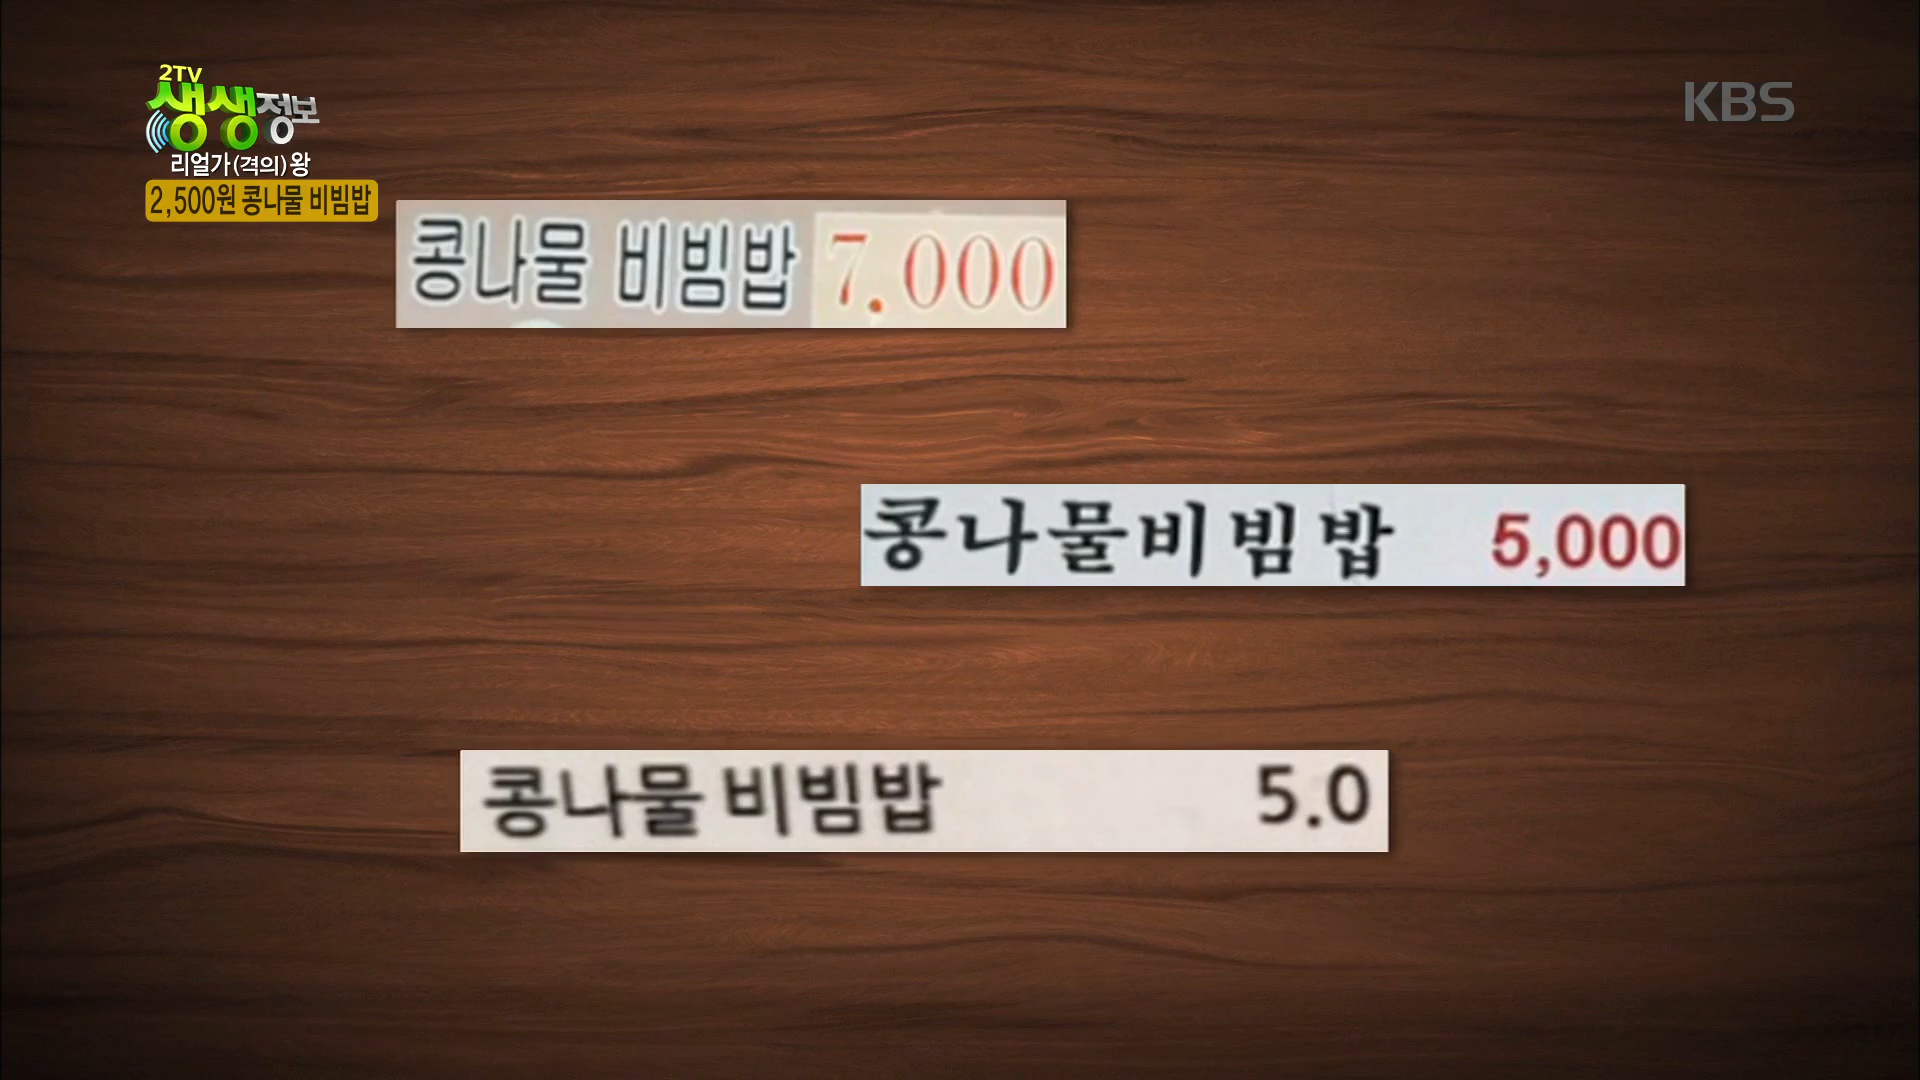 2TV
생생정보
리얼가(격의)왕
2,500원 콩나물 비빔밥
KBS
콩나물 비빔밥 7.000
콩나물비빔밥 5,000
콩나물 비빔밥 5.0